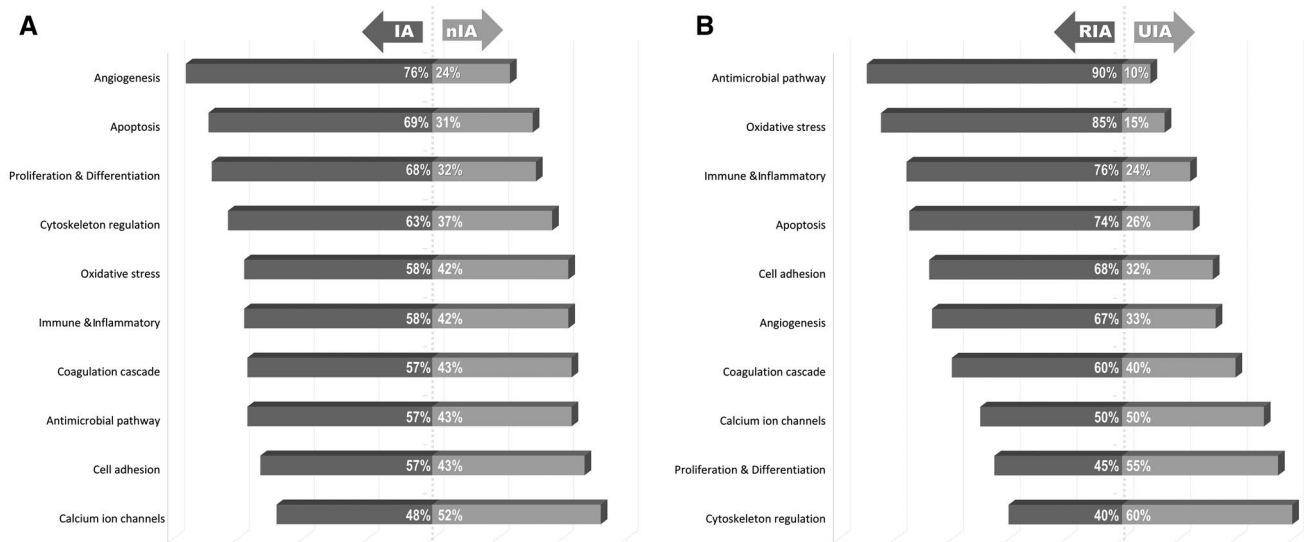 A
IA nIA
Angiogenesis 76% 24%
Apoptosis 69% 31%
Proliferation & Differentiation 68% 32%
Cytoskeleton regulation 63% 37%
Oxidative stress 58% 42%
Immune &Inflammatory 58% 42%
Coagulation cascade 57% 43%
Antimicrobial pathway 57% 43%
Cell adhesion 57% 43%
Calcium ion channels 48% 52%
B
RIA UIA
Antimicrobial pathway 90% 10%
Oxidative stress 85% 15%
Immune &Inflammatory 76% 24%
Apoptosis 74% 26%
Cell adhesion 68% 32%
Angiogenesis 67% 33%
Coagulation cascade 60% 40%
Calcium ion channels 50% 50%
Proliferation & Differentiation 45% 55%
Cytoskeleton regulation 40% 60%